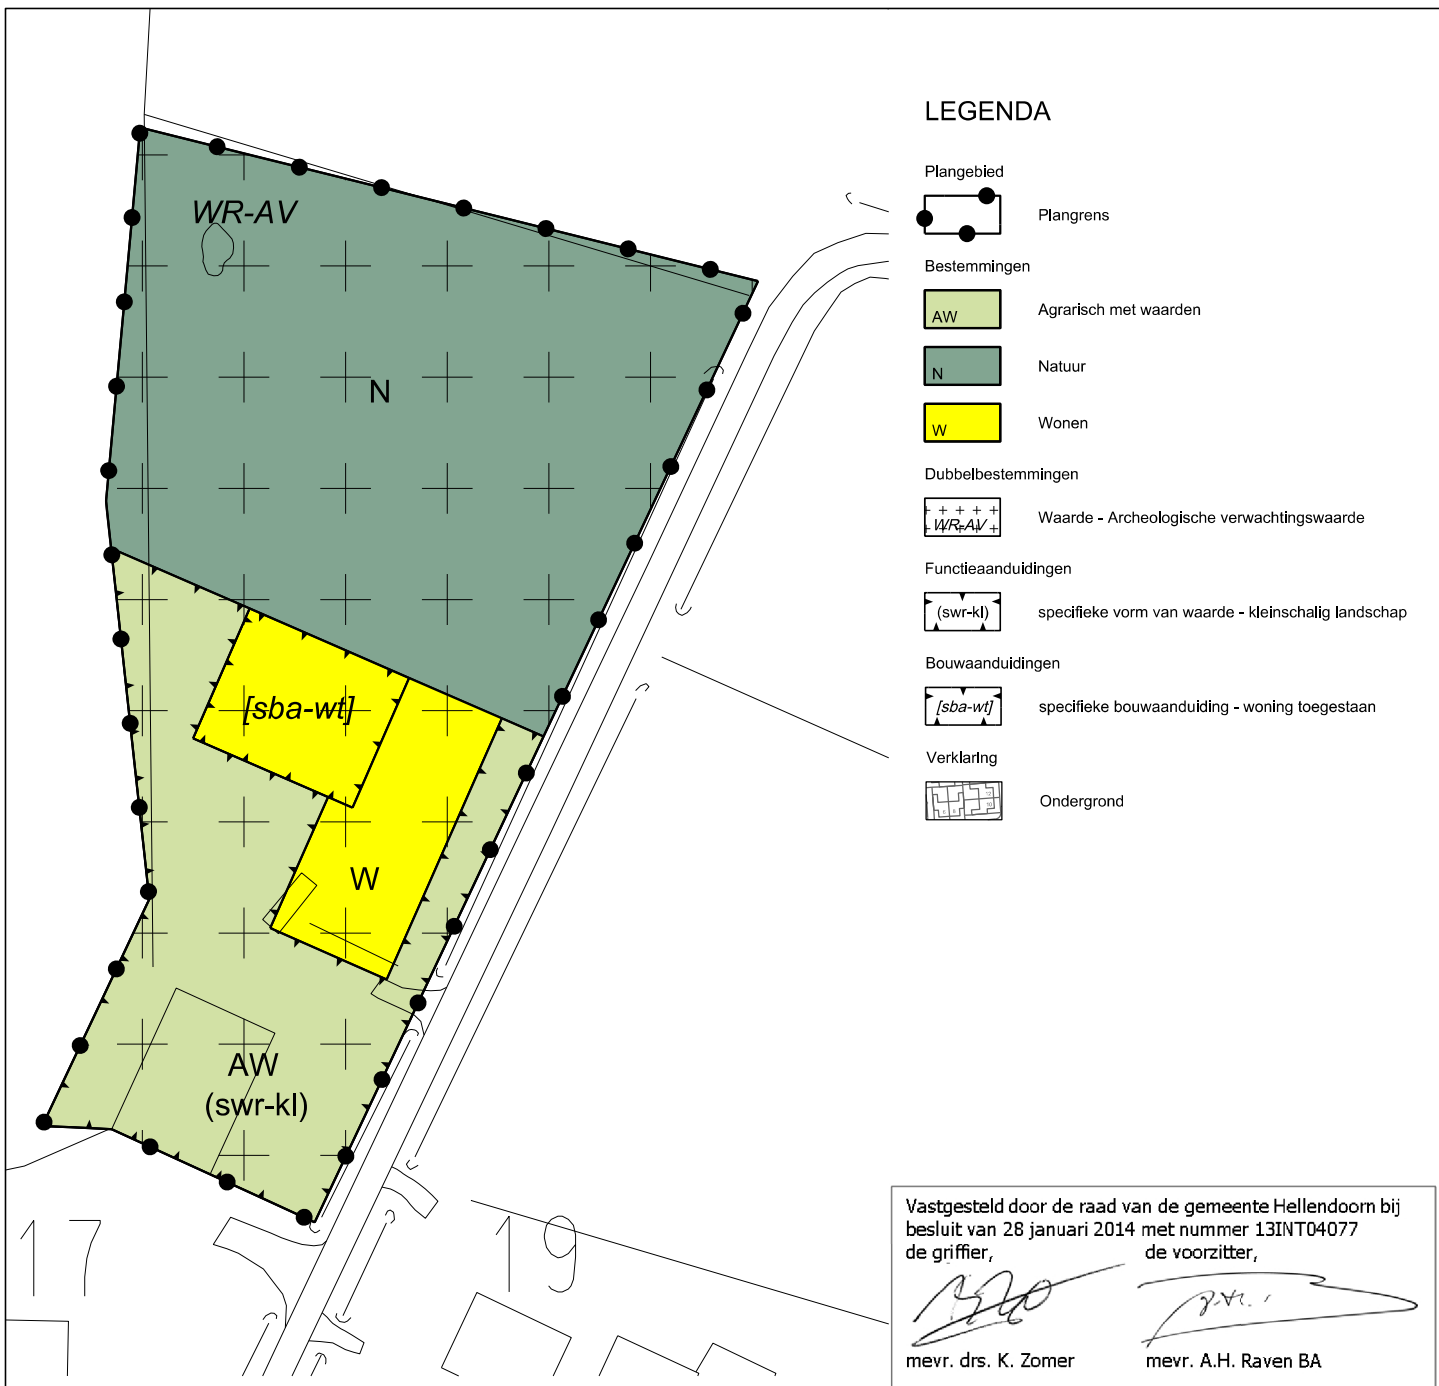 WR-AV
N
[sba-wt]
W
AW
(swr-kl)
17
19
LEGENDA
Plangebied
Plangrens
Bestemmingen
AW Agrarisch met waarden
N Natuur
W Wonen
Dubbelbestemmingen
WR-AV Waarde - Archeologische verwachtingswaarde
Functieaanduidingen
(swr-kl) specifieke vorm van waarde - kleinschalig landschap
Bouwaanduidingen
[sba-wt] specifieke bouwaanduiding - woning toegestaan
Verklaring
Ondergrond
Vastgesteld door de raad van de gemeente Hellendoorn bij
besluit van 28 januari 2014 met nummer 13INT04077
de griffier, de voorzitter,
mevr. drs. K. Zomer mevr. A.H. Raven BA